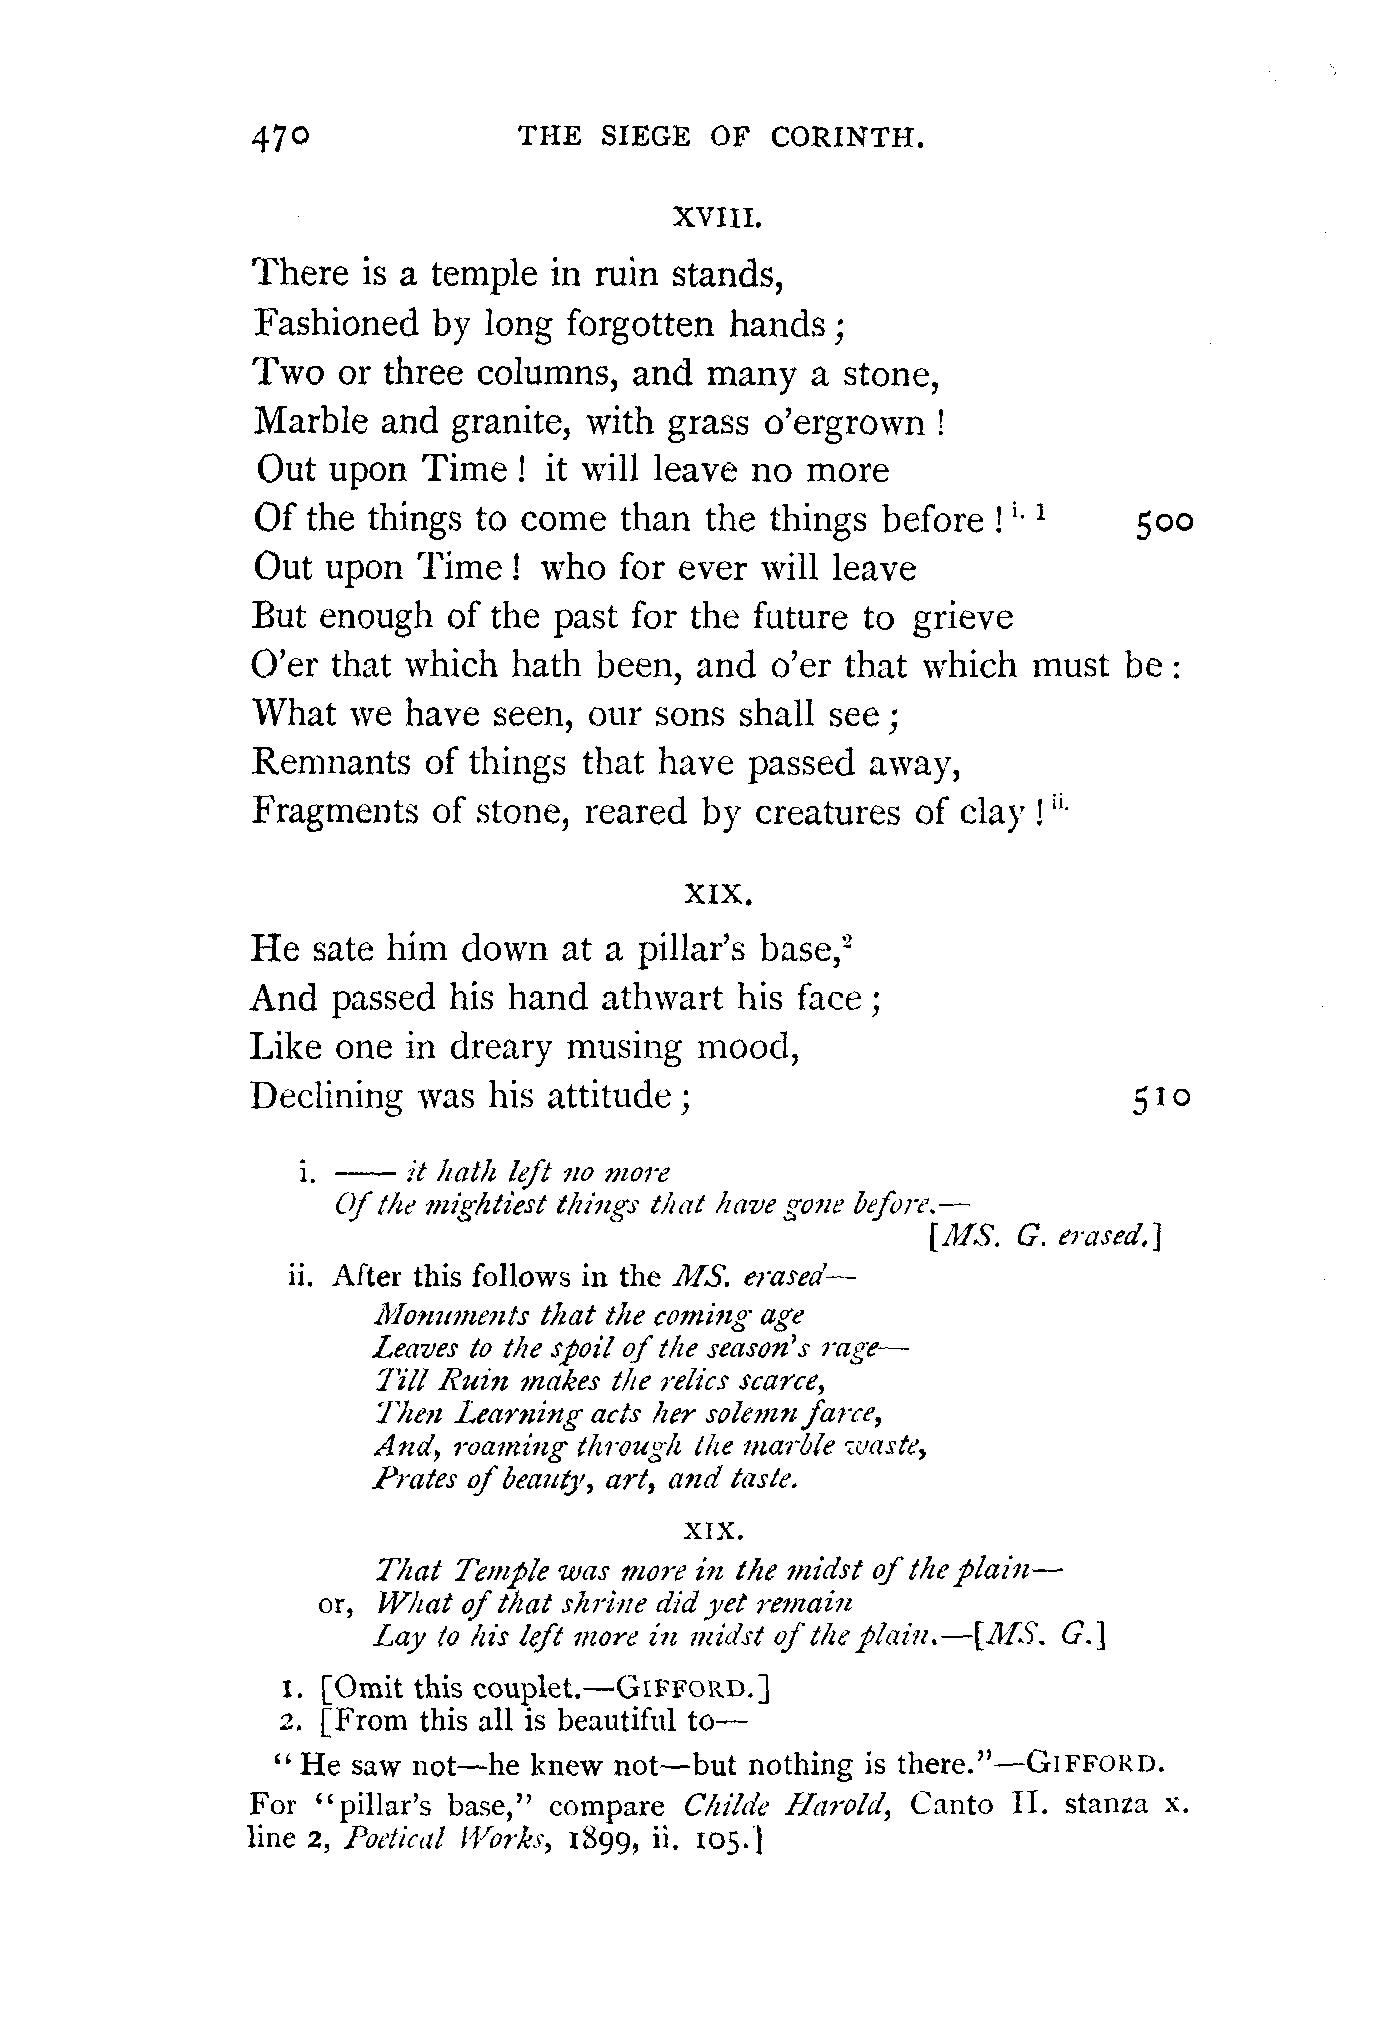 470 THE SIEGE OF CORINTH.
XVIII.
There is a temple in ruin stands,
Fashioned by long forgotten hands;
Two or three columns, and many a stone,
Marble and granite, with grass o'ergrown!
Out upon Time! it will leave no more
Of the things to come than the things before! i. 1 500
Out upon Time! who for ever will leave
But enough of the past for the future to grieve
O'er that which hath been, and o'er that which must be:
What we have seen, our sons shall see;
Remnants of things that have passed away,
Fragments of stone, reared by creatures of clay! ii.
XIX.
He sate him down at a pillar's base,2
And passed his hand athwart his face;
Like one in dreary musing mood,
Declining was his attitude; 510
i. —— it hath left no more
Of the mightiest things that have gone before.—
[MS. G. erased.]
ii. After this follows in the MS. erased—
Monuments that the coming age
Leaves to the spoil of the season's rage—
Till Ruin makes the relics scarce,
Then Learning acts her solemn farce,
And, roaming through the marble waste,
Prates of beauty, art, and taste.
XIX.
That Temple was more in the midst of the plain—
or, What of that shrine did yet remain
Lay to his left more in midst of the plain.—[MS. G.]
1. [Omit this couplet.—GIFFORD.]
2. [From this all is beautiful to—
"He saw not—he knew not—but nothing is there."—GIFFORD.
For "pillar's base," compare Childe Harold, Canto II. stanza x.
line 2, Poetical Works, 1899, ii. 105.]